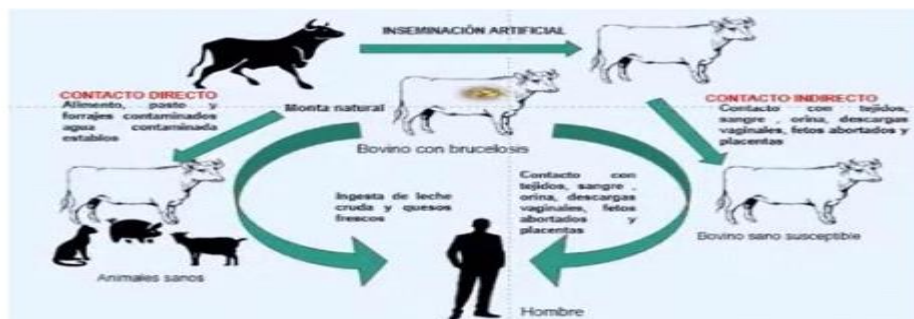 INSEMINACIÓN ARTIFICIAL
CONTACTO DIRECTO
Alimento, pasto y
forrajes contaminados
agua contaminada
establos
Monta natural
Bovino con brucelosis
CONTACTO INDIRECTO
Contacto con tejidos,
sangre , orina, descargas
vaginales, fetos abortados y
placentas
Ingesta de leche
cruda y quesos
frescos
Contacto con
tejidos, sangre ,
orina, descargas
vaginales, fetos
abortados y
placentas
Bovino sano susceptible
Animales sanos
Hombre